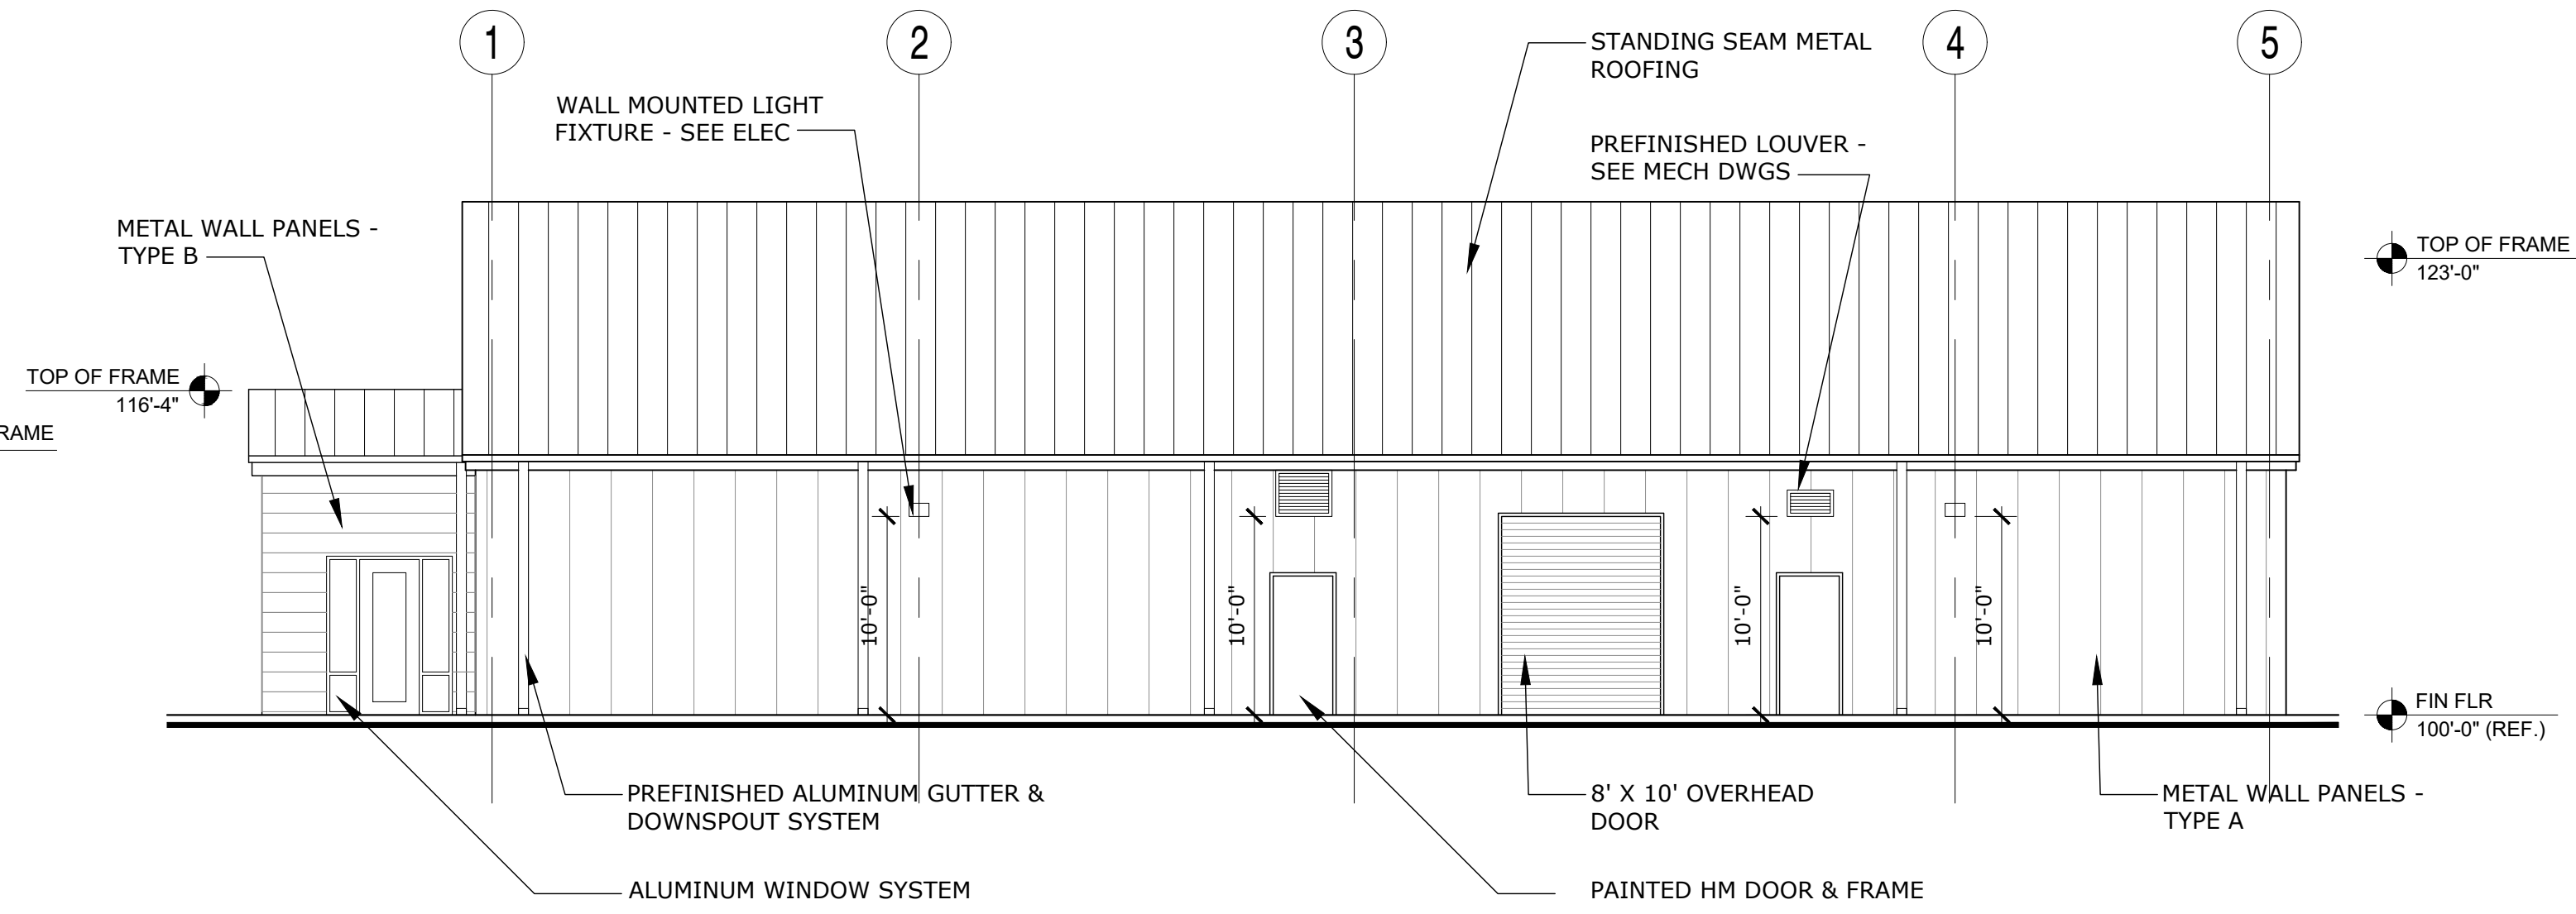 1
2
3
4
5
STANDING SEAM METAL
ROOFING
WALL MOUNTED LIGHT
FIXTURE - SEE ELEC
PREFINISHED LOUVER -
SEE MECH DWGS
METAL WALL PANELS -
TYPE B
TOP OF FRAME
123'-0"
TOP OF FRAME
116'-4"
RAME
10'-0"
10'-0"
10'-0"
10'-0"
FIN FLR
100'-0" (REF.)
PREFINISHED ALUMINUM GUTTER &
DOWNSPOUT SYSTEM
8' X 10' OVERHEAD
DOOR
METAL WALL PANELS -
TYPE A
ALUMINUM WINDOW SYSTEM
PAINTED HM DOOR & FRAME